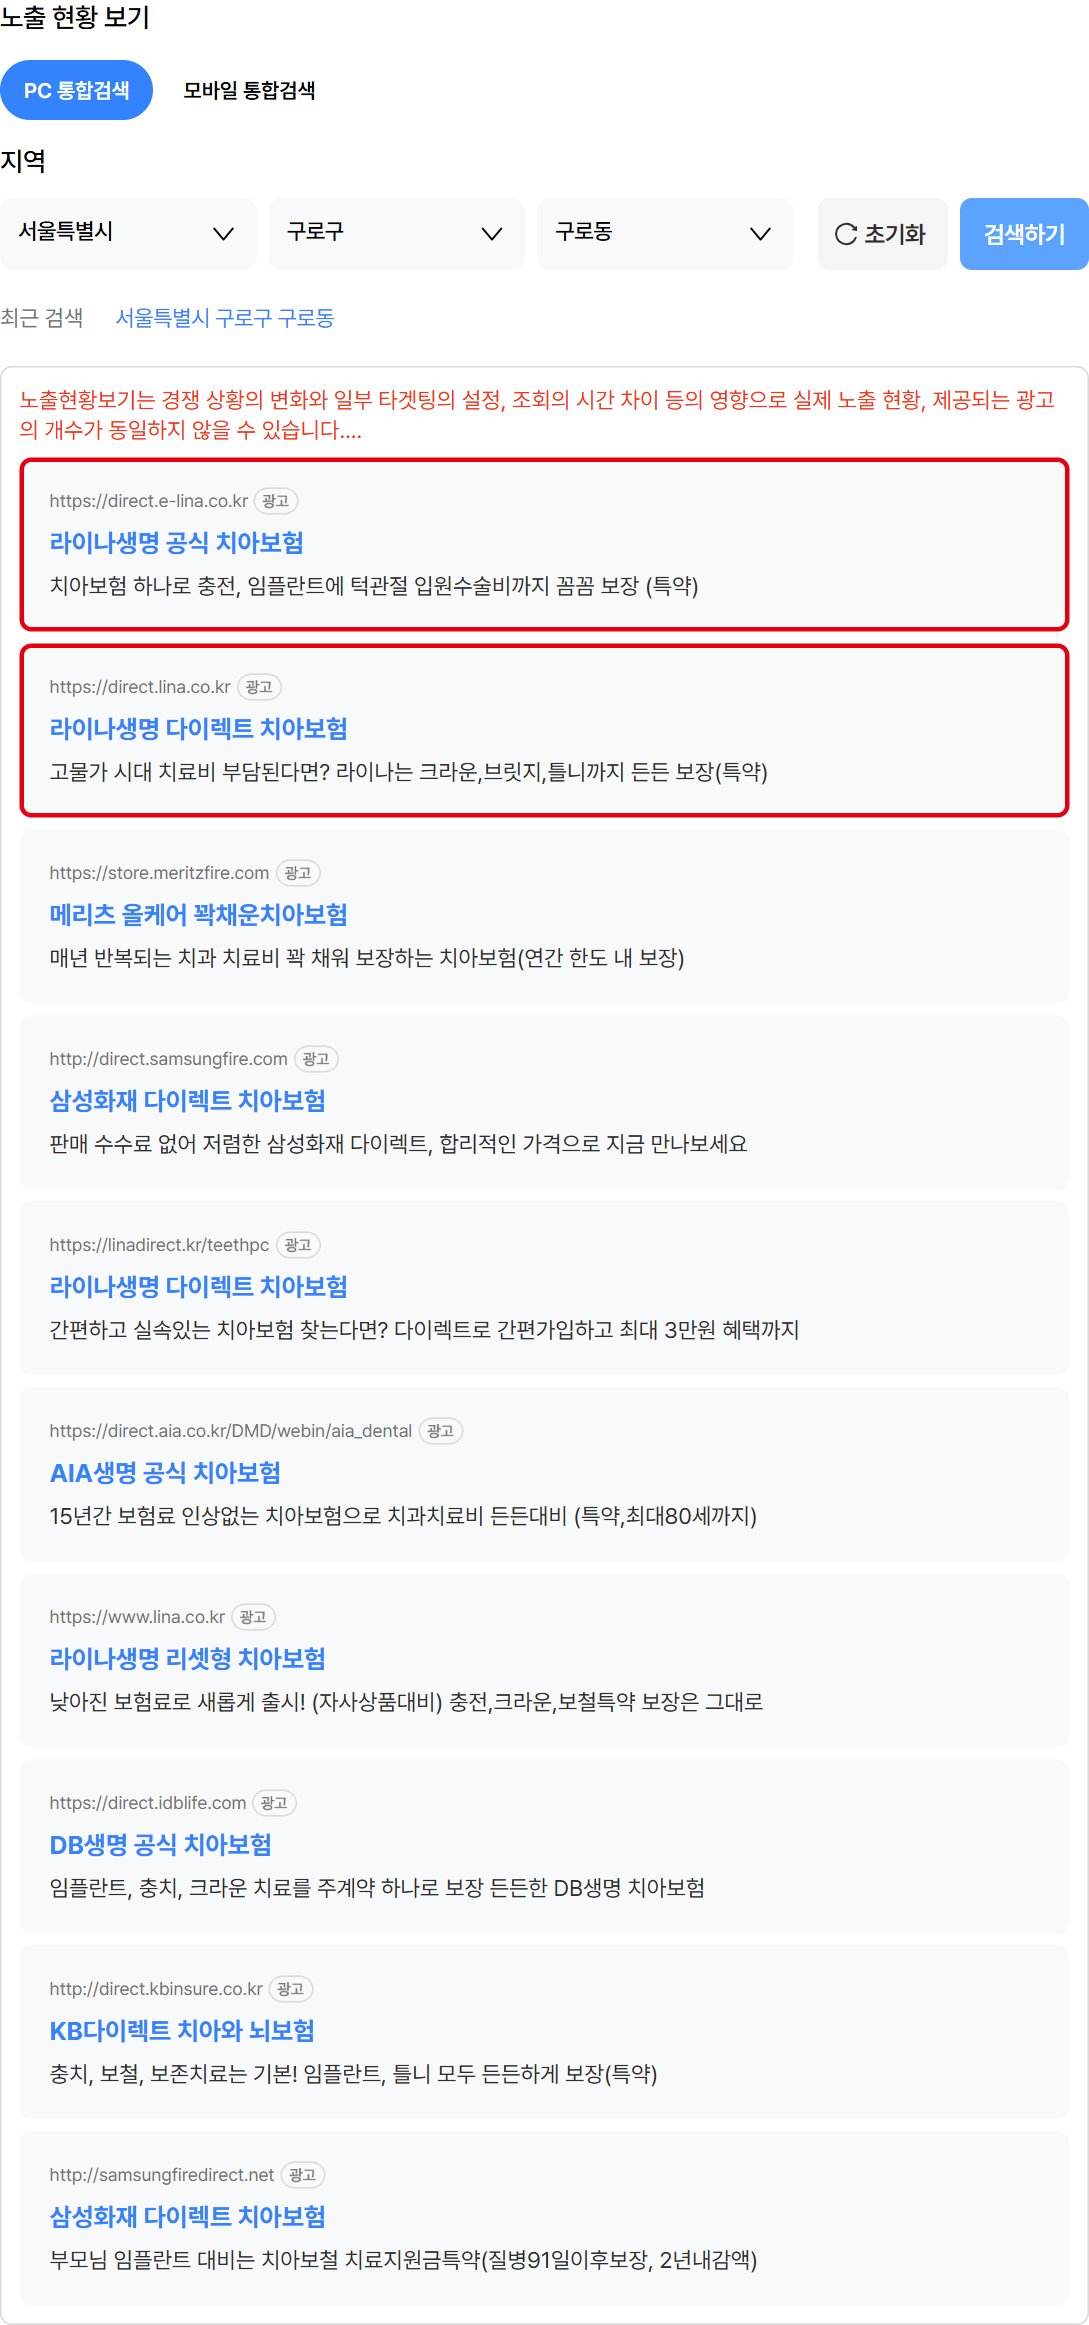 노출 현황 보기
PC 통합검색 모바일 통합검색
지역
서울특별시 구로구 구로동 초기화 검색하기
최근 검색 서울특별시 구로구 구로동
노출현황보기는 경쟁 상황의 변화와 일부 타겟팅의 설정, 조회의 시간 차이 등의 영향으로 실제 노출 현황, 제공되는 광고
의 개수가 동일하지 않을 수 있습니다....
https://direct.e-lina.co.kr 광고
라이나생명 공식 치아보험
치아보험 하나로 충전, 임플란트에 턱관절 입원수술비까지 꼼꼼 보장 (특약)
https://direct.lina.co.kr 광고
라이나생명 다이렉트 치아보험
고물가 시대 치료비 부담된다면? 라이나는 크라운,브릿지,틀니까지 든든 보장(특약)
https://store.meritzfire.com 광고
메리츠 올케어 꽉채운치아보험
매년 반복되는 치과 치료비 꽉 채워 보장하는 치아보험(연간 한도 내 보장)
http://direct.samsungfire.com 광고
삼성화재 다이렉트 치아보험
판매 수수료 없어 저렴한 삼성화재 다이렉트, 합리적인 가격으로 지금 만나보세요
https://linadirect.kr/teethpc 광고
라이나생명 다이렉트 치아보험
간편하고 실속있는 치아보험 찾는다면? 다이렉트로 간편가입하고 최대 3만원 혜택까지
https://direct.aia.co.kr/DMD/webin/aia_dental 광고
AIA생명 공식 치아보험
15년간 보험료 인상없는 치아보험으로 치과치료비 든든대비 (특약,최대80세까지)
https://www.lina.co.kr 광고
라이나생명 리셋형 치아보험
낮아진 보험료로 새롭게 출시! (자사상품대비) 충전,크라운,보철특약 보장은 그대로
https://direct.idblife.com 광고
DB생명 공식 치아보험
임플란트, 충치, 크라운 치료를 주계약 하나로 보장 든든한 DB생명 치아보험
http://direct.kbinsure.co.kr 광고
KB다이렉트 치아와 뇌보험
충치, 보철, 보존치료는 기본! 임플란트, 틀니 모두 든든하게 보장(특약)
http://samsungfiredirect.net 광고
삼성화재 다이렉트 치아보험
부모님 임플란트 대비는 치아보철 치료지원금특약(질병91일이후보장, 2년내감액)